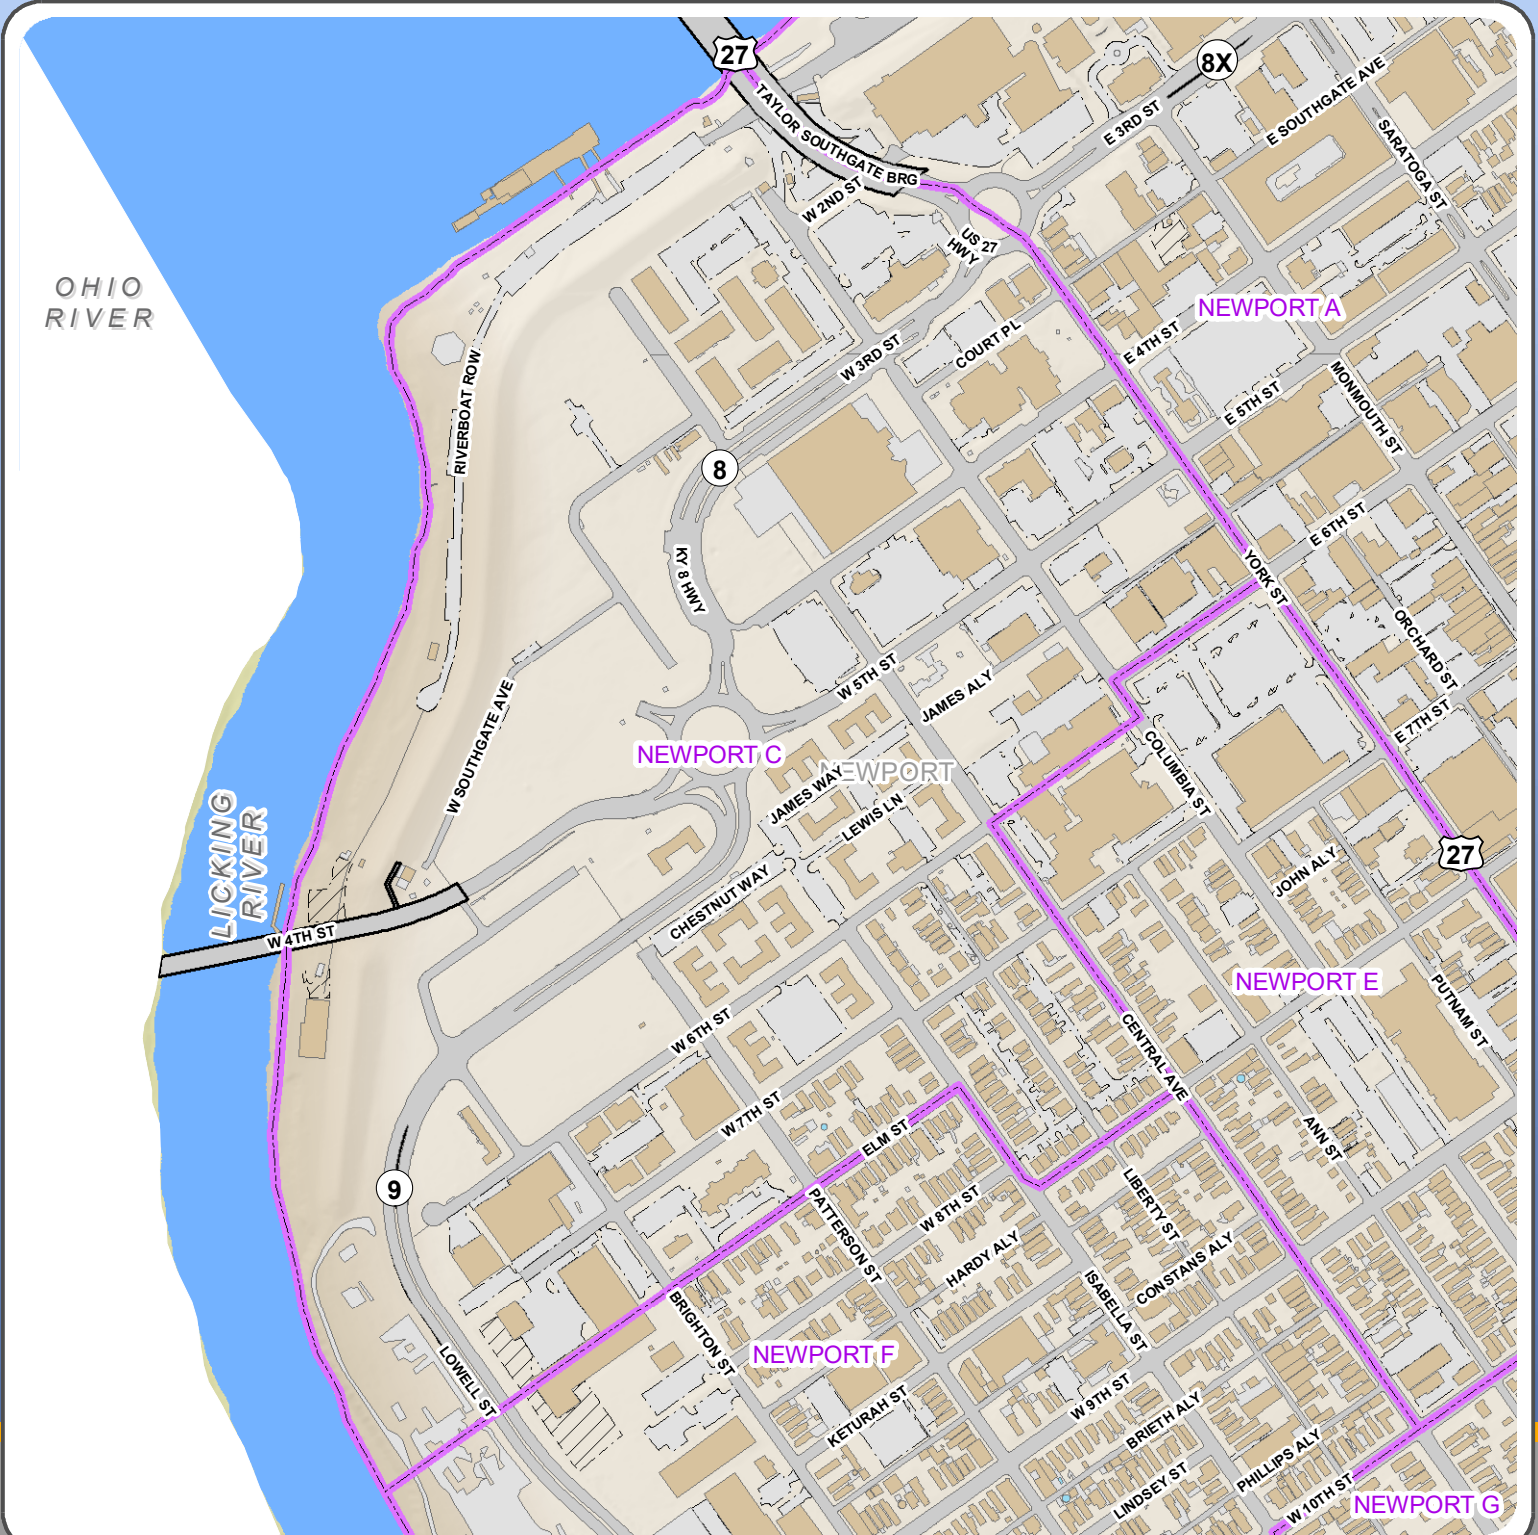 27
8X
TAYLOR SOUTHGATE BRG
E 3RD ST
E SOUTHGATE AVE
SARATOGA ST
W 2ND ST
US 27
HWY
OHIO
RIVER
NEWPORT A
E 4TH ST
COURT PL
W 3RD ST
RIVERBOAT ROW
MONMOUTH ST
E 5TH ST
8
E 6TH ST
KY 8 HWY
YORK ST
ORCHARD ST
W 5TH ST
JAMES ALY
E 7TH ST
W SOUTHGATE AVE
NEWPORT C
NEWPORT
COLUMBIA ST
JAMES WAY
LEWIS LN
LICKING
RIVER
27
JOHN ALY
CHESTNUT WAY
W 4TH ST
NEWPORT E
PUTNAM ST
W 6TH ST
CENTRAL AVE
W 7TH ST
ELM ST
ANN ST
9
PATTERSON ST
W 8TH ST
LIBERTY ST
HARDY ALY
CONSTANS ALY
ISABELLA ST
BRIGHTON ST
LOWELL ST
NEWPORT F
KETURAH ST
W 9TH ST
BRIETH ALY
PHILLIPS ALY
LINDSEY ST
W 10TH ST
NEWPORT G